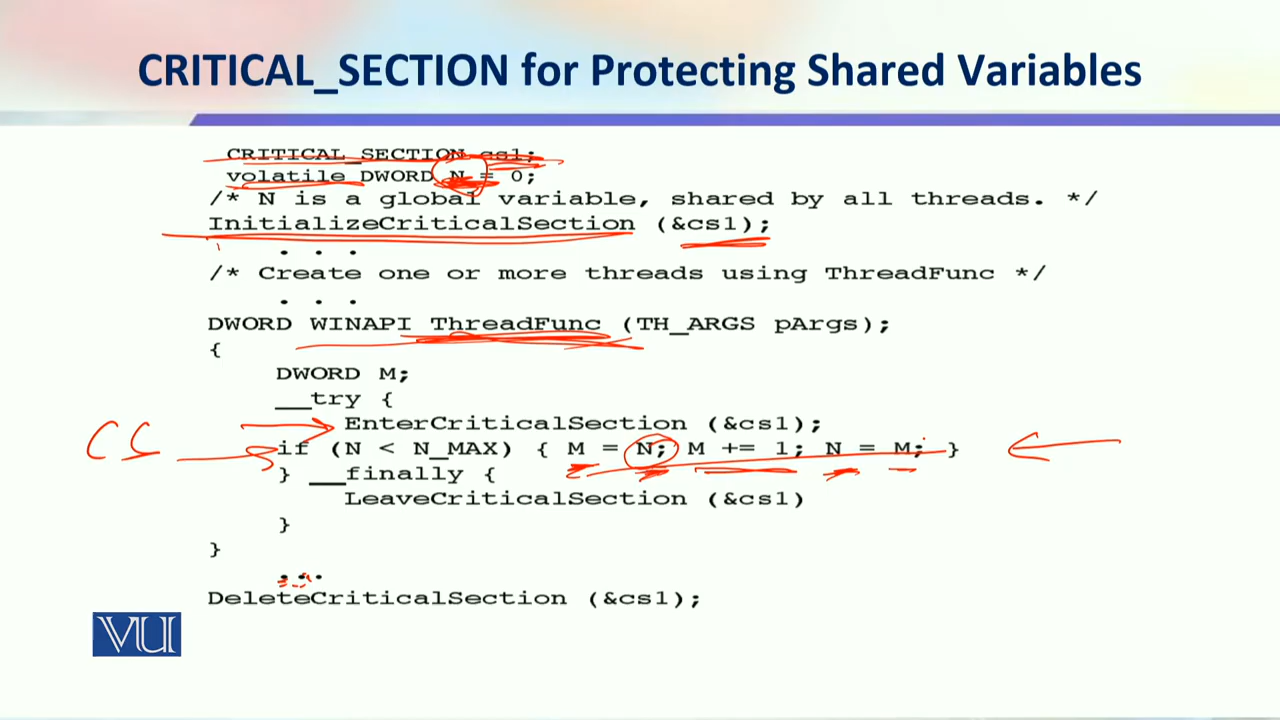 CRITICAL_SECTION for Protecting Shared Variables
CRITICAL_SECTION cs1;
volatile DWORD N = 0;
/* N is a global variable, shared by all threads. */
InitializeCriticalSection (&cs1);
. . .
/* Create one or more threads using ThreadFunc */
. . .
DWORD WINAPI ThreadFunc (TH_ARGS pArgs);
{
DWORD M;
__try {
EnterCriticalSection (&cs1);
CS if (N < N_MAX) { M = N; M += 1; N = M; }
} __finally {
LeaveCriticalSection (&cs1)
}
}
...
DeleteCriticalSection (&cs1);
VU